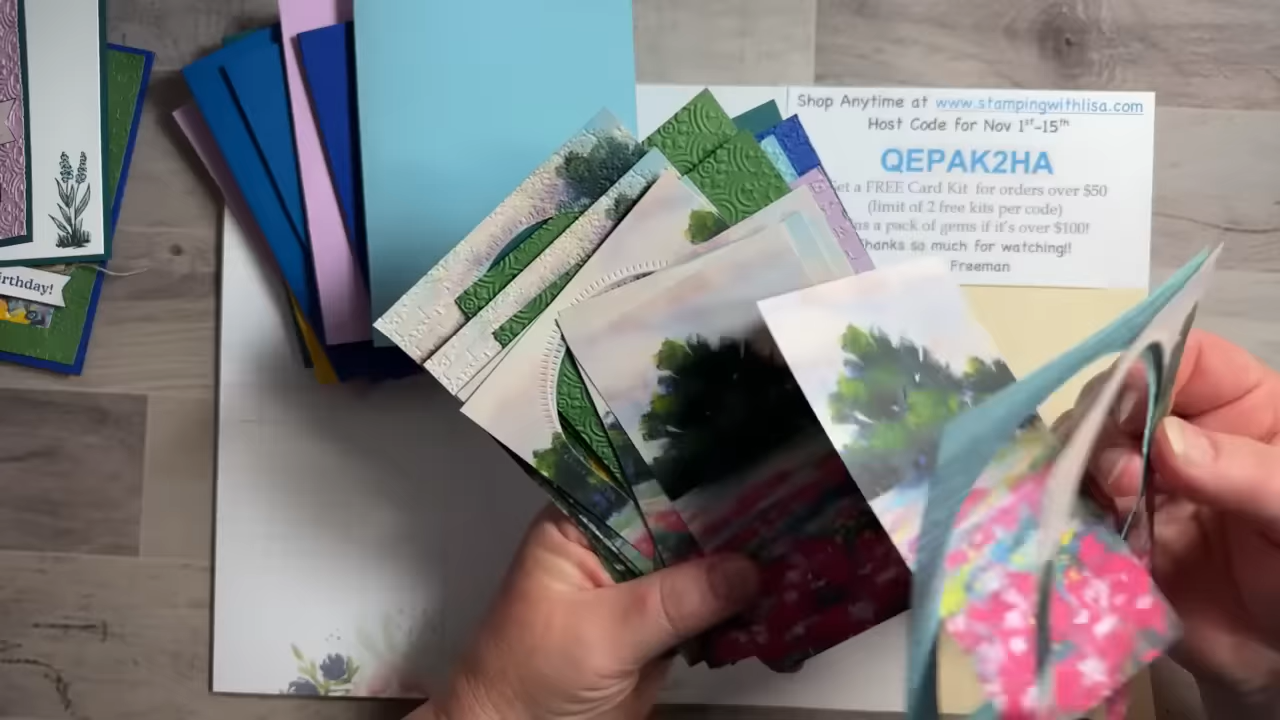 Shop Anytime at www.stampingwithlisa.com
Host Code for Nov 1st-15th
QEPAK2HA
a FREE Card Kit for orders over $50
(limit of 2 free kits per code)
a pack of gems if it's over $100!
so much for watching!!
Freeman
irthday!